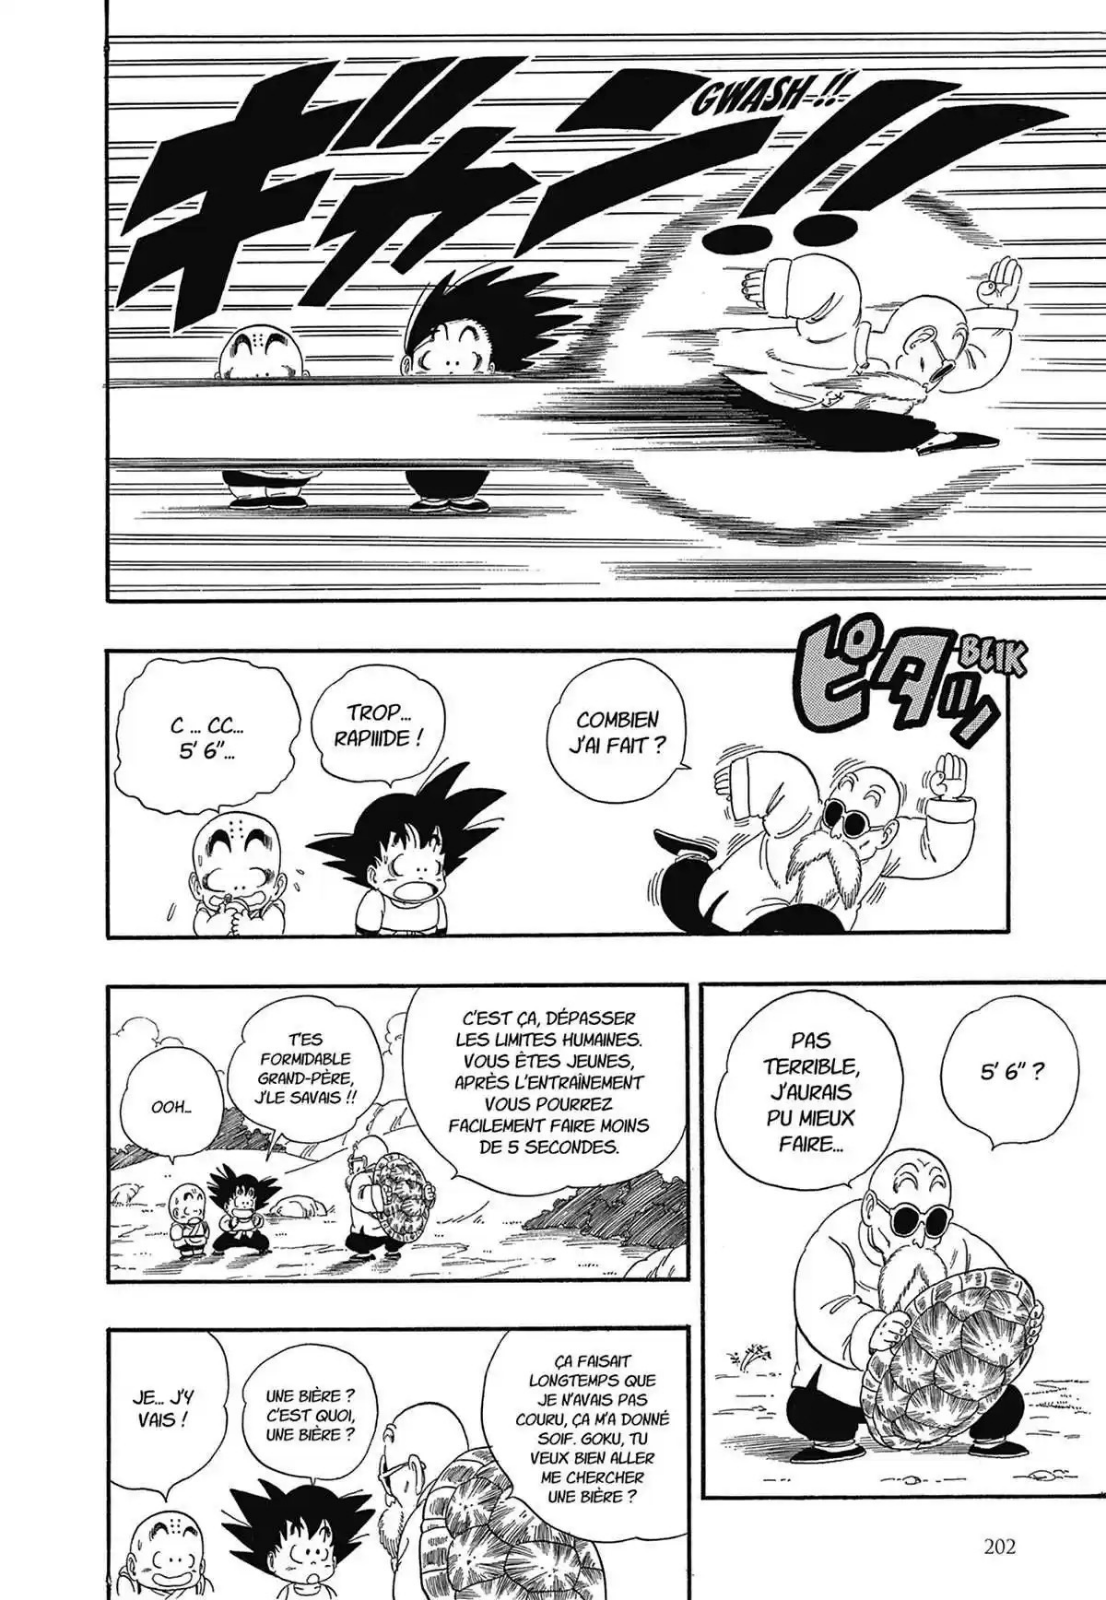 ギャン!!
GWASH !!
ピタッ
BLIK
COMBIEN
J'AI FAIT ?
TROP...
RAPIIIDE !
C ... CC...
5' 6"...
5' 6" ?
PAS
TERRIBLE,
J'AURAIS
PU MIEUX
FAIRE...
C'EST ÇA, DÉPASSER
LES LIMITES HUMAINES.
VOUS ÊTES JEUNES,
APRÈS L'ENTRAÎNEMENT
VOUS POURREZ
FACILEMENT FAIRE MOINS
DE 5 SECONDES.
T'ES
FORMIDABLE
GRAND-PÈRE,
J'LE SAVAIS !!
OOH...
ÇA FAISAIT
LONGTEMPS QUE
JE N'AVAIS PAS
COURU, ÇA M'A DONNÉ
SOIF. GOKU, TU
VEUX BIEN ALLER
ME CHERCHER
UNE BIÈRE ?
UNE BIÈRE ?
C'EST QUOI,
UNE BIÈRE ?
JE... J'Y
VAIS !
202